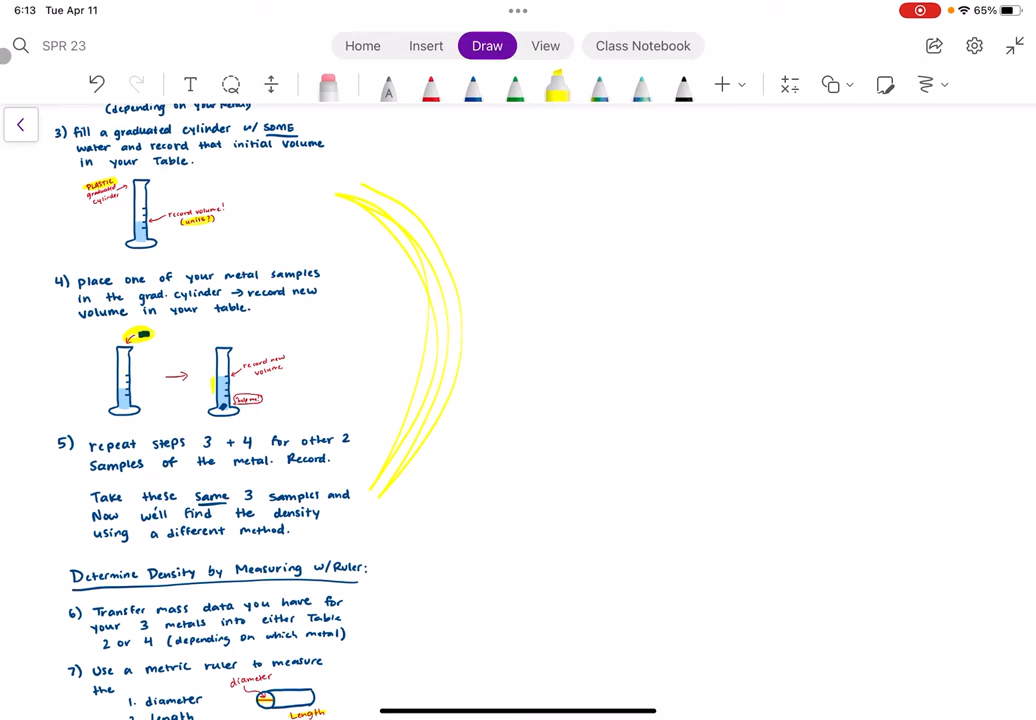 6:13 Tue Apr 11
65%
SPR 23
Home Insert Draw View Class Notebook
T
A
(depending on your metal)
3) fill a graduated cylinder w/ SOME
water and record that initial volume
in your Table.
PLASTIC
graduated
cylinder
record volume!
(units?)
4) place one of your metal samples
in the grad. cylinder → record new
volume in your table.
record new
volume
help me!
5) repeat steps 3 + 4 for other 2
samples of the metal. Record.
Take these same 3 samples and
Now we'll find the density
using a different method.
Determine Density by Measuring w/Ruler:
6) Transfer mass data you have for
your 3 metals into either Table
2 or 4 (depending on which metal)
7) Use a metric ruler to measure
the
diameter
1. diameter
2. length
Length